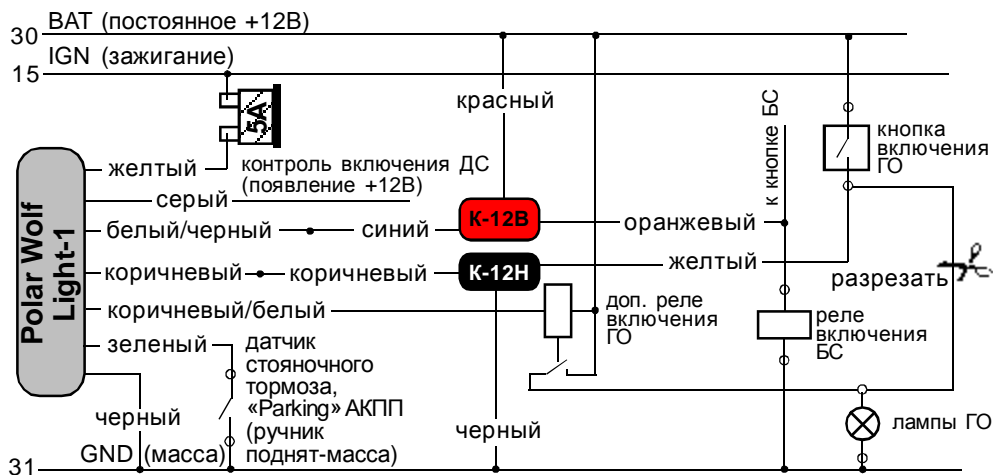 ВАТ (постоянное +12В)
30
IGN (зажигание)
15
красный
5А
к кнопке БС
кнопка
включения
ГО
желтый
контроль включения ДС
(появление +12В)
серый
Polar Wolf
Light-1
белый/черный
синий
К-12В
оранжевый
коричневый
коричневый
К-12Н
желтый
разрезать
коричневый/белый
доп. реле
включения
ГО
реле
включения
БС
зеленый
датчик
стояночного
тормоза,
«Parking» АКПП
(ручник
поднят-масса)
черный
черный
лампы ГО
GND (масса)
31